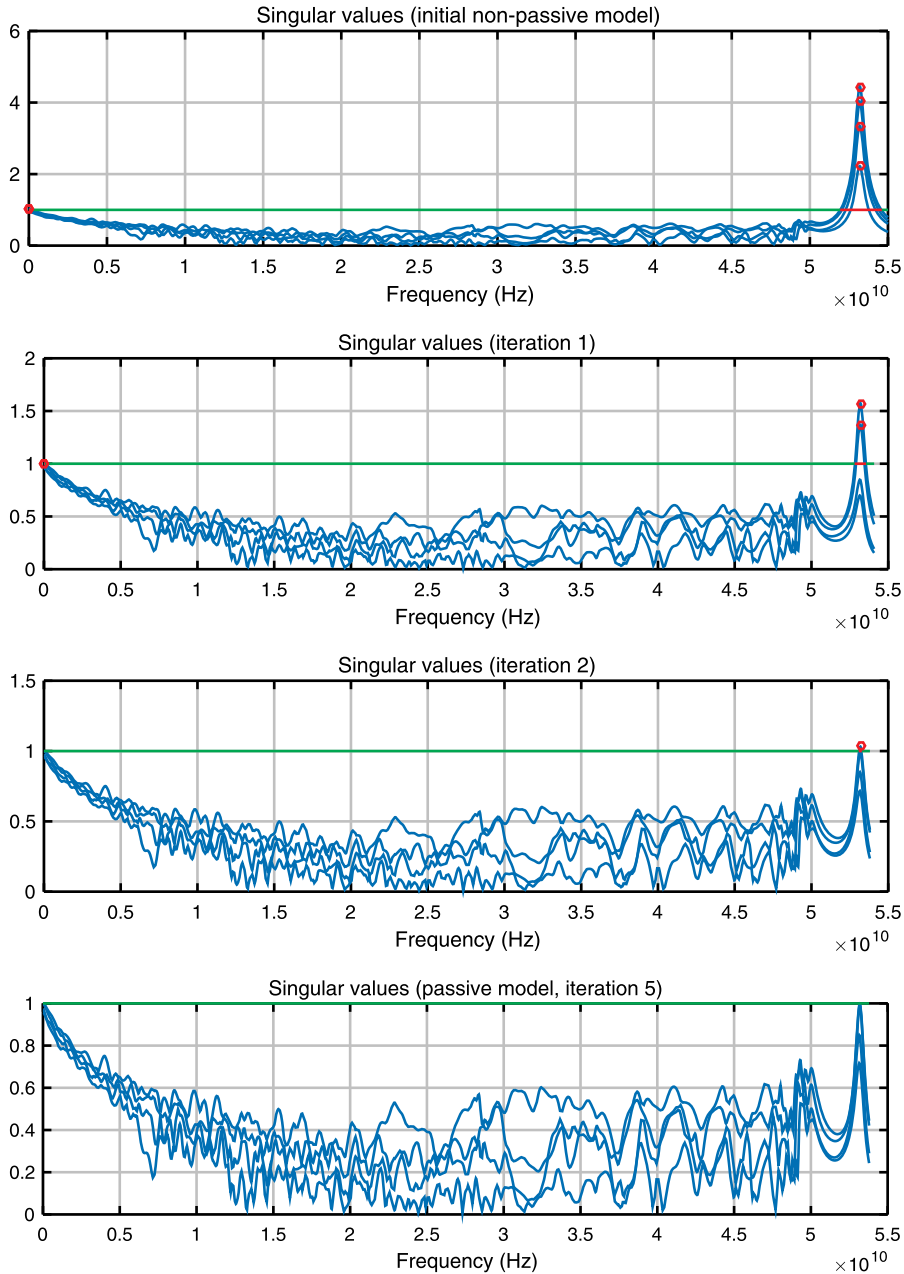 Singular values (initial non-passive model)
6
4
2
0
0 0.5 1 1.5 2 2.5 3 3.5 4 4.5 5 5.5
Frequency (Hz)
×10^10
Singular values (iteration 1)
2
1.5
1
0.5
0
0 0.5 1 1.5 2 2.5 3 3.5 4 4.5 5 5.5
Frequency (Hz)
×10^10
Singular values (iteration 2)
1.5
1
0.5
0
0 0.5 1 1.5 2 2.5 3 3.5 4 4.5 5 5.5
Frequency (Hz)
×10^10
Singular values (passive model, iteration 5)
1
0.8
0.6
0.4
0.2
0
0 0.5 1 1.5 2 2.5 3 3.5 4 4.5 5 5.5
Frequency (Hz)
×10^10